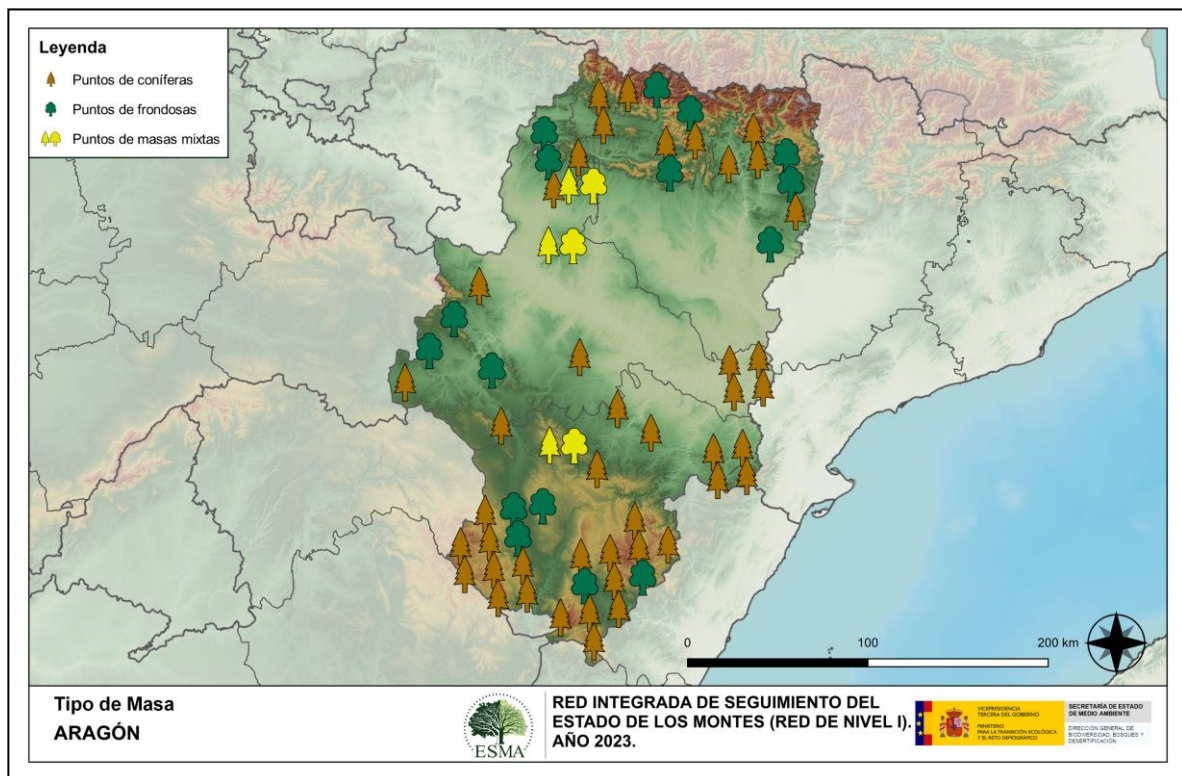 Leyenda
Puntos de coníferas
Puntos de frondosas
Puntos de masas mixtas
0
100
200 km
Tipo de Masa
ARAGÓN
ESMA
RED INTEGRADA DE SEGUIMIENTO DEL
ESTADO DE LOS MONTES (RED DE NIVEL I).
AÑO 2023.
VICEPRESIDENCIA
TERCERA DEL GOBIERNO
MINISTERIO
PARA LA TRANSICIÓN ECOLÓGICA
Y EL RETO DEMOGRÁFICO
SECRETARÍA DE ESTADO
DE MEDIO AMBIENTE
DIRECCIÓN GENERAL DE
BIODIVERSIDAD, BOSQUES Y
DESERTIFICACIÓN